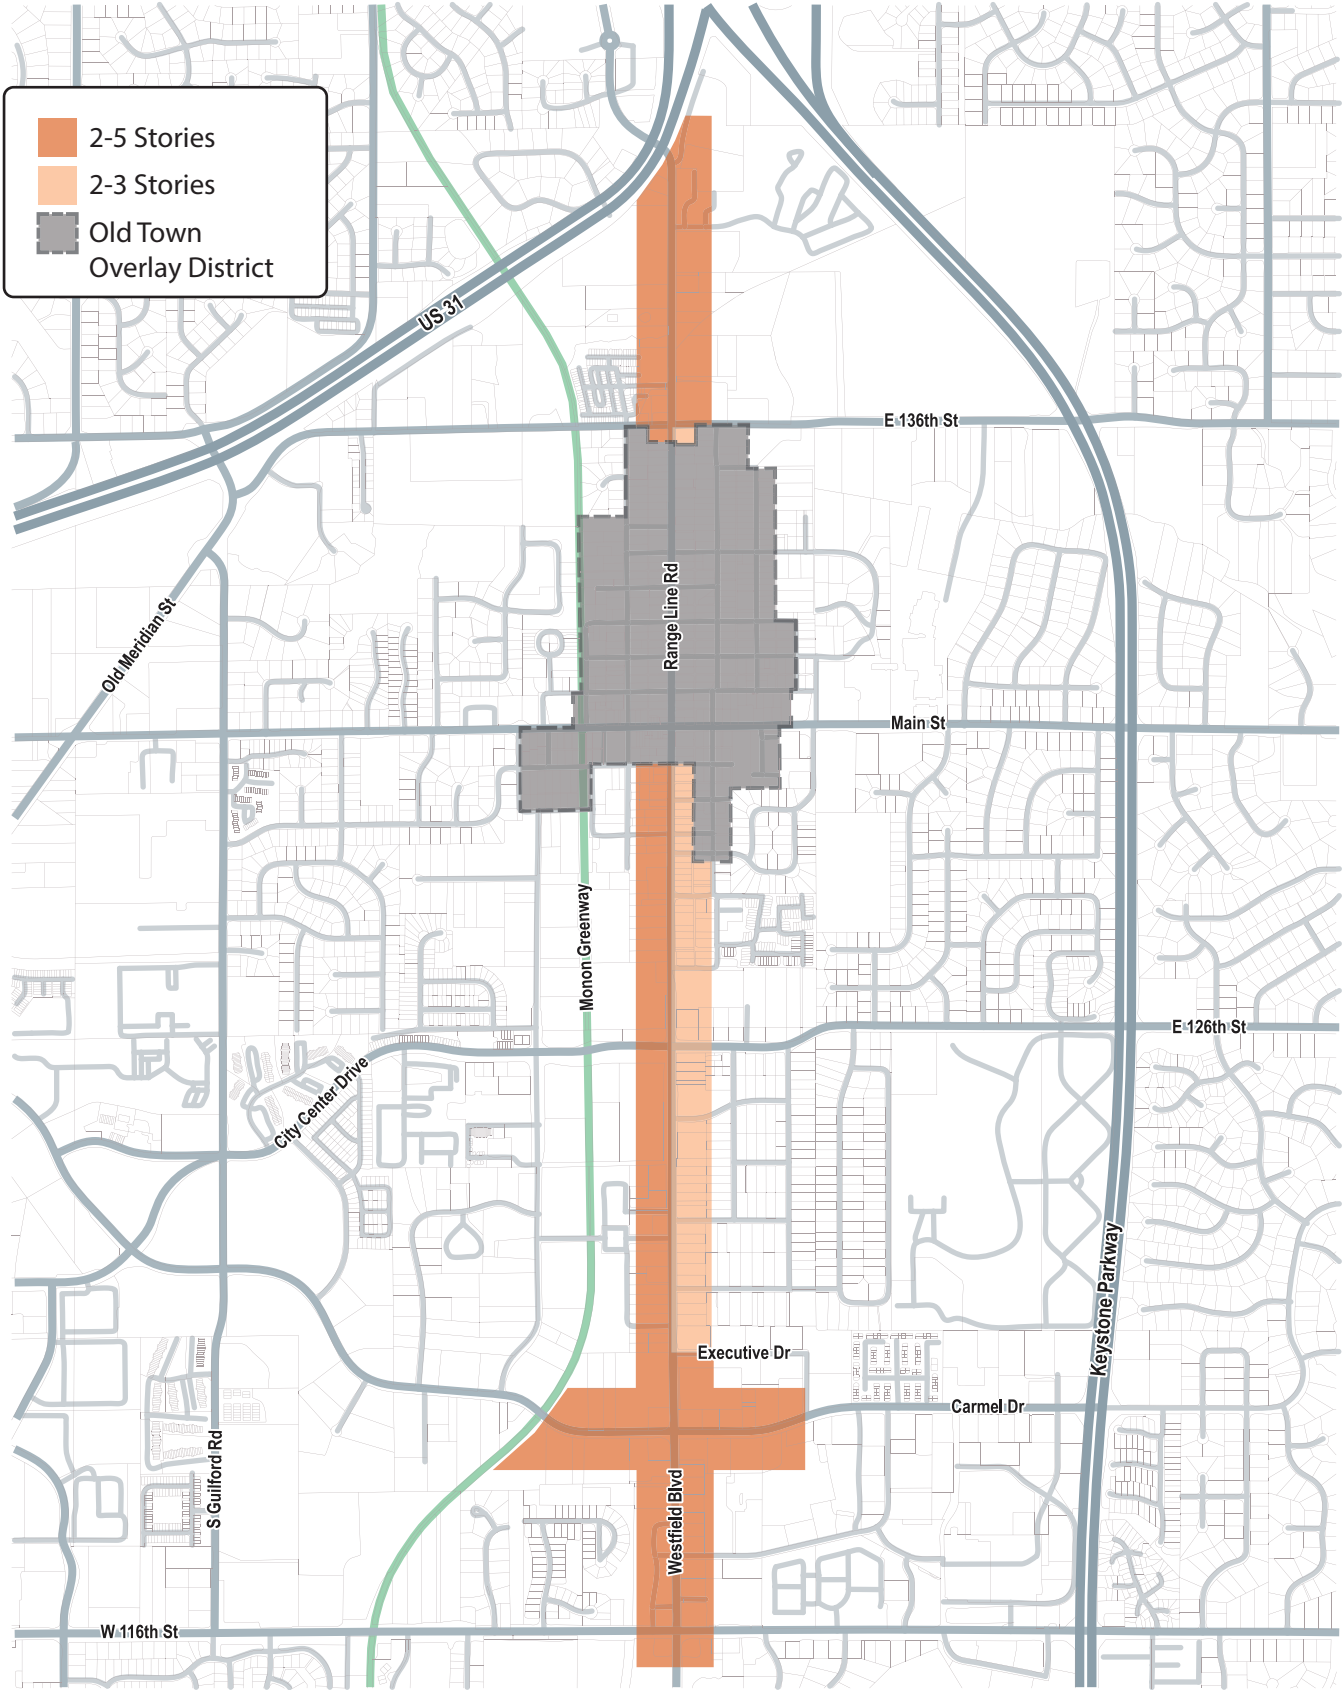 2-5 Stories
2-3 Stories
Old Town
Overlay District
US 31
E 136th St
Range Line Rd
Old Meridian St
Main St
Monon Greenway
E 126th St
City Center Drive
Keystone Parkway
Executive Dr
Carmel Dr
S Guilford Rd
Westfield Blvd
W 116th St